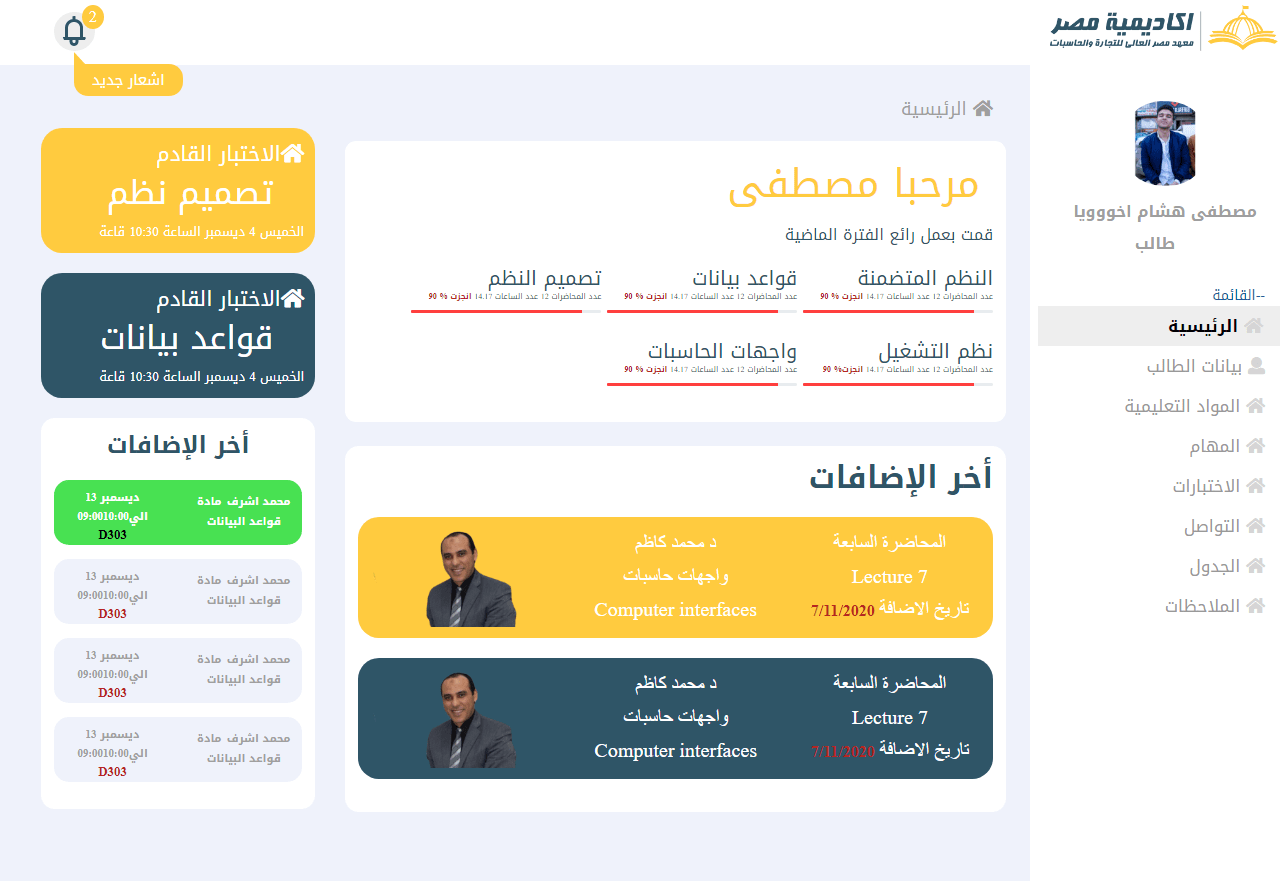 اكاديمية مصر
معهد مصر العالى للتجارة والحاسبات
2
اشعار جديد
مصطفى هشام اخووويا
طالب
--القائمة
الرئيسية
بيانات الطالب
المواد التعليمية
المهام
الاختبارات
التواصل
الجدول
الملاحظات
الرئيسية
مرحبا مصطفى
قمت بعمل رائع الفترة الماضية
النظم المتضمنة
عدد المحاضرات 12 عدد الساعات 14.17 انجزت % 90
قواعد بيانات
عدد المحاضرات 12 عدد الساعات 14.17 انجزت % 90
تصميم النظم
عدد المحاضرات 12 عدد الساعات 14.17 انجزت % 90
نظم التشغيل
عدد المحاضرات 12 عدد الساعات 14.17 انجزت% 90
واجهات الحاسبات
عدد المحاضرات 12 عدد الساعات 14.17 انجزت % 90
أخر الإضافات
المحاضرة السابعة
Lecture 7
تاريخ الاضافة 7/11/2020
د محمد كاظم
واجهات حاسبات
Computer interfaces
المحاضرة السابعة
Lecture 7
تاريخ الاضافة 7/11/2020
د محمد كاظم
واجهات حاسبات
Computer interfaces
الاختبار القادم
تصميم نظم
الخميس 4 ديسمبر الساعة 10:30 قاعة
الاختبار القادم
قواعد بيانات
الخميس 4 ديسمبر الساعة 10:30 قاعة
أخر الإضافات
محمد اشرف مادة
قواعد البيانات
ديسمبر 13
الي09:0010:00
D303
محمد اشرف مادة
قواعد البيانات
ديسمبر 13
الي09:0010:00
D303
محمد اشرف مادة
قواعد البيانات
ديسمبر 13
الي09:0010:00
D303
محمد اشرف مادة
قواعد البيانات
ديسمبر 13
الي09:0010:00
D303